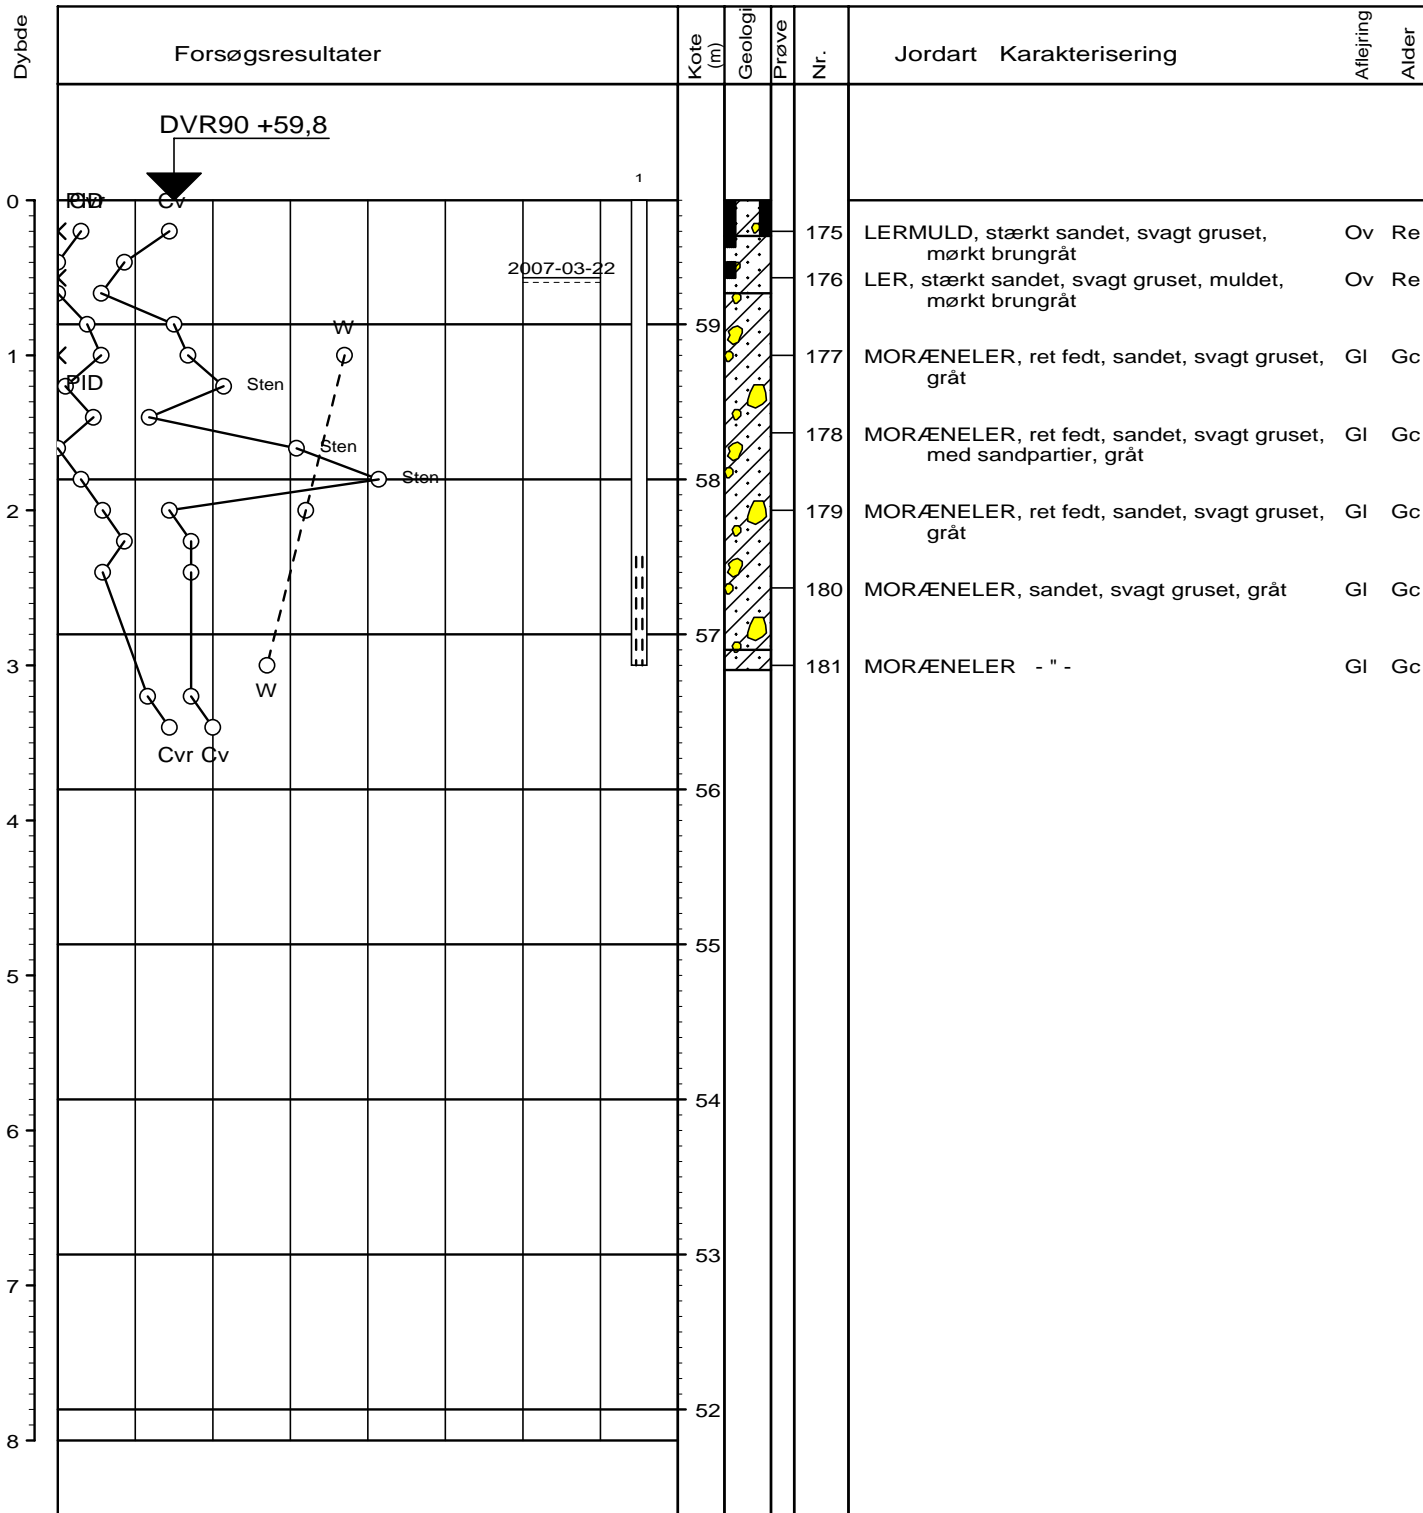 Dybde
Forsøgsresultater
Kote
(m)
Geologi
Prøve
Nr.
Jordart Karakterisering
Aflejring
Alder
DVR90 +59,8
1
0
PID
Cv
175 LERMULD, stærkt sandet, svagt gruset, Ov Re
mørkt brungråt
2007-03-22
176 LER, stærkt sandet, svagt gruset, muldet, Ov Re
mørkt brungråt
W
59
1
177 MORÆNELER, ret fedt, sandet, svagt gruset, Gl Gc
gråt
PID
Sten
178 MORÆNELER, ret fedt, sandet, svagt gruset, Gl Gc
med sandpartier, gråt
Sten
Sten
58
2
179 MORÆNELER, ret fedt, sandet, svagt gruset, Gl Gc
gråt
180 MORÆNELER, sandet, svagt gruset, gråt Gl Gc
57
3
181 MORÆNELER - " - Gl Gc
W
Cvr Cv
56
4
55
5
54
6
53
7
52
8